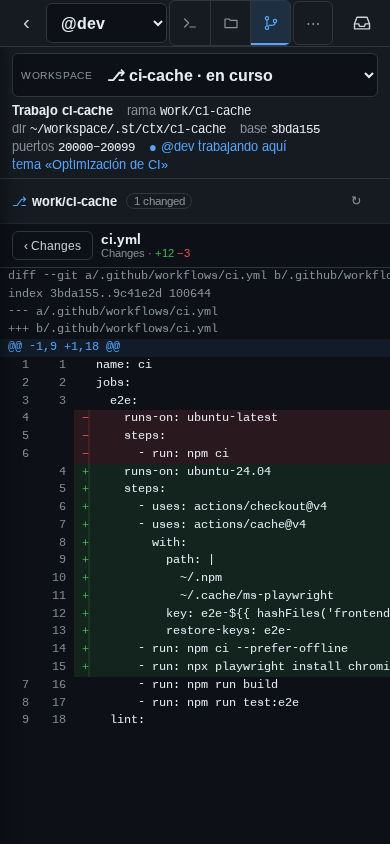 @dev
WORKSPACE ci-cache · en curso
Trabajo ci-cache rama work/ci-cache
dir ~/Workspace/.st/ctx/ci-cache base 3bda155
puertos 20000–20099 ● @dev trabajando aquí
tema «Optimización de CI»
work/ci-cache 1 changed
‹ Changes ci.yml
Changes · +12 −3
diff --git a/.github/workflows/ci.yml b/.github/workflo
index 3bda155..9c41e2d 100644
--- a/.github/workflows/ci.yml
+++ b/.github/workflows/ci.yml
@@ -1,9 +1,18 @@
1 1 name: ci
2 2 jobs:
3 3 e2e:
4 − runs-on: ubuntu-latest
5 − steps:
6 − - run: npm ci
4 + runs-on: ubuntu-24.04
5 + steps:
6 + - uses: actions/checkout@v4
7 + - uses: actions/cache@v4
8 + with:
9 + path: |
10 + ~/.npm
11 + ~/.cache/ms-playwright
12 + key: e2e-${{ hashFiles('frontend
13 + restore-keys: e2e-
14 + - run: npm ci --prefer-offline
15 + - run: npx playwright install chromi
7 16 - run: npm run build
8 17 - run: npm run test:e2e
9 18 lint: